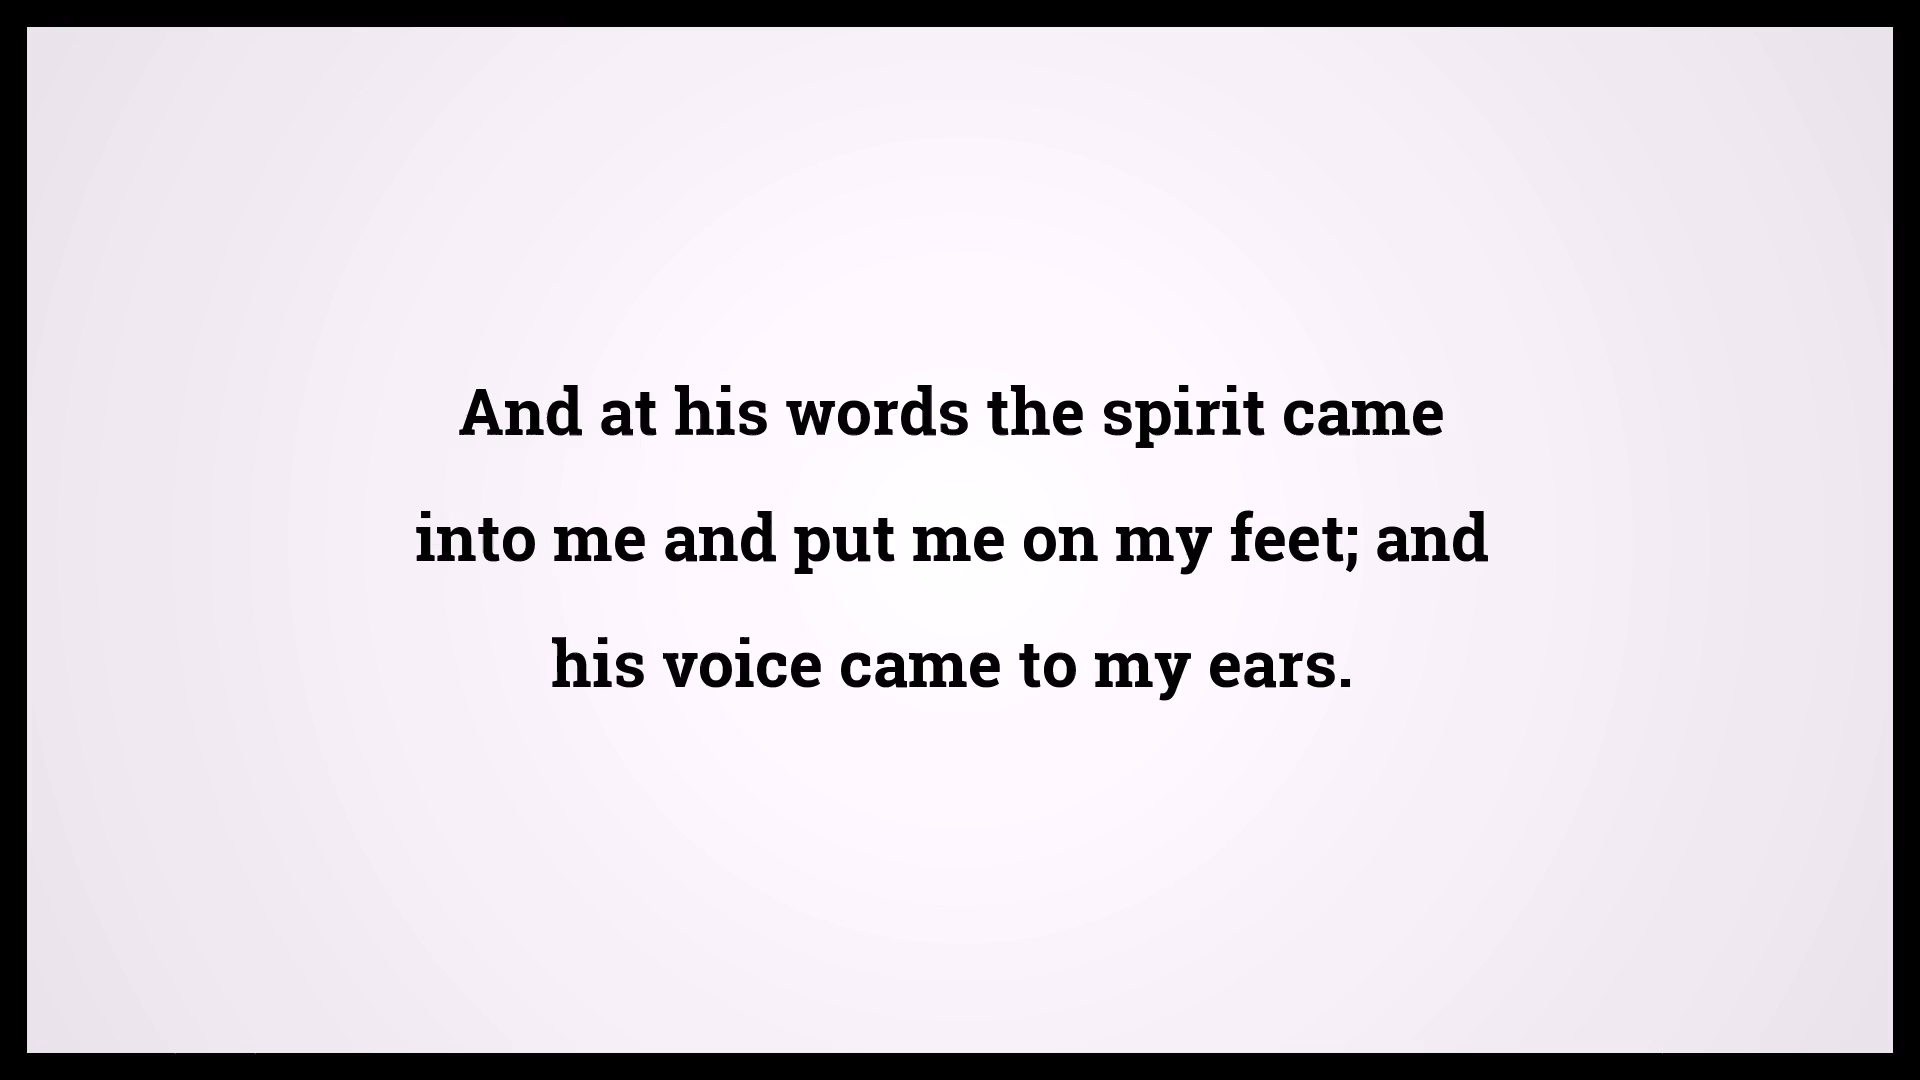 And at his words the spirit came
into me and put me on my feet; and
his voice came to my ears.